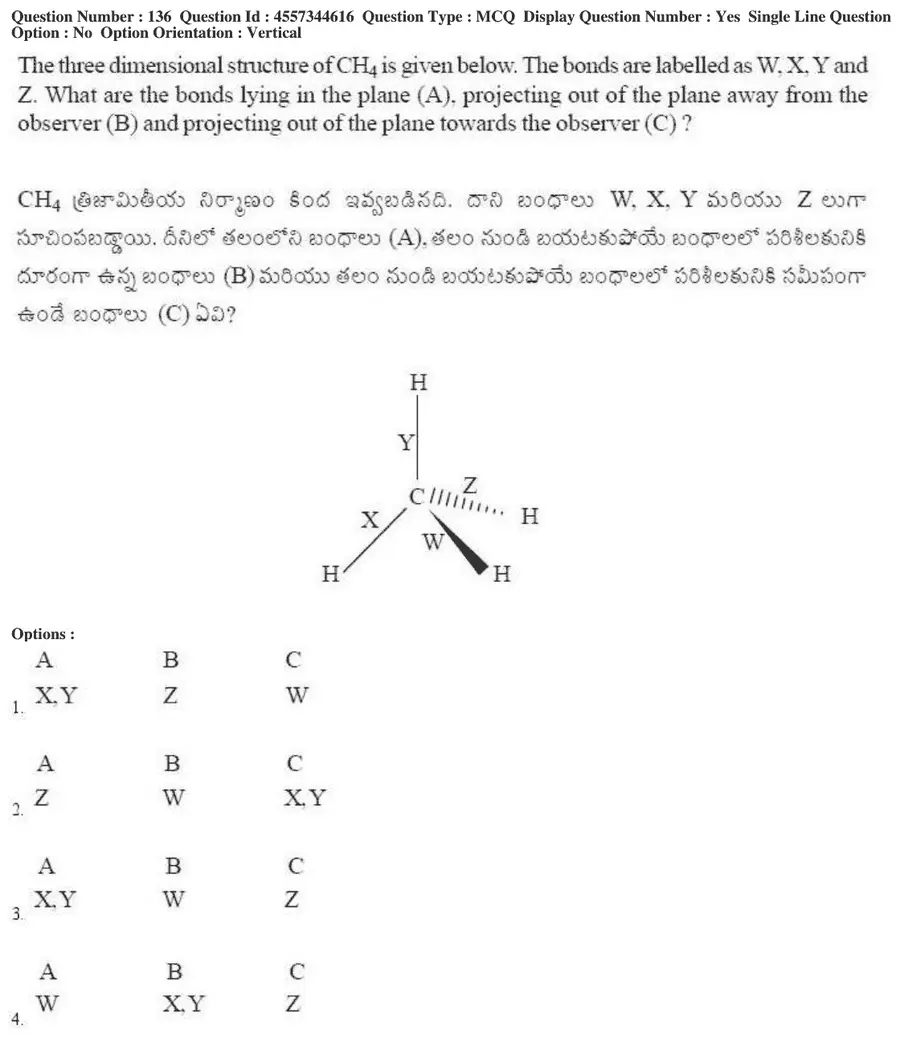 Question Number : 136 Question Id : 4557344616 Question Type : MCQ Display Question Number : Yes Single Line Question
Option : No Option Orientation : Vertical
The three dimensional structure of CH4 is given below. The bonds are labelled as W, X, Y and
Z. What are the bonds lying in the plane (A), projecting out of the plane away from the
observer (B) and projecting out of the plane towards the observer (C) ?
CH4 త్రిజామితీయ నిర్మాణం కింద ఇవ్వబడినది. దాని బంధాలు W, X, Y మరియు Z లుగా
సూచింపబడ్డాయి. దీనిలో తలంలోని బంధాలు (A), తలం నుండి బయటకుపోయే బంధాలలో పరిశీలకునికి
దూరంగా ఉన్న బంధాలు (B) మరియు తలం నుండి బయటకుపోయే బంధాలలో పరిశీలకునికి సమీపంగా
ఉండే బంధాలు (C) ఏవి?
H
Y
C Z
X H
W
H H
Options :
A B C
1. X, Y Z W
A B C
2. Z W X, Y
A B C
3. X, Y W Z
A B C
4. W X, Y Z